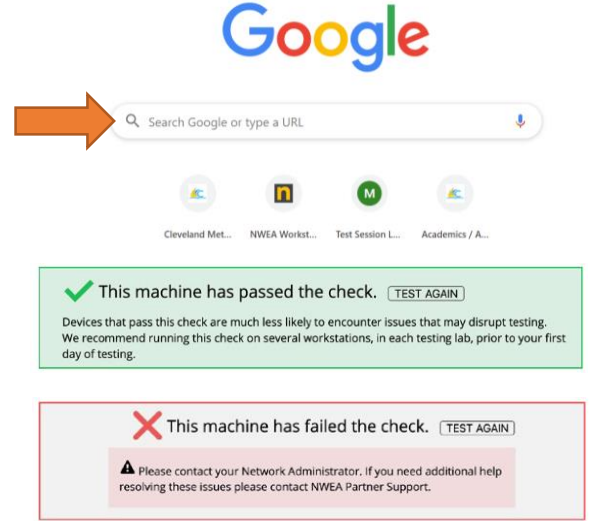 Google
Search Google or type a URL
n
M
Cleveland Met...
NWEA Workst...
Test Session L...
Academics / A...
This machine has passed the check. TEST AGAIN
Devices that pass this check are much less likely to encounter issues that may disrupt testing.
We recommend running this check on several workstations, in each testing lab, prior to your first
day of testing.
This machine has failed the check. TEST AGAIN
Please contact your Network Administrator. If you need additional help
resolving these issues please contact NWEA Partner Support.